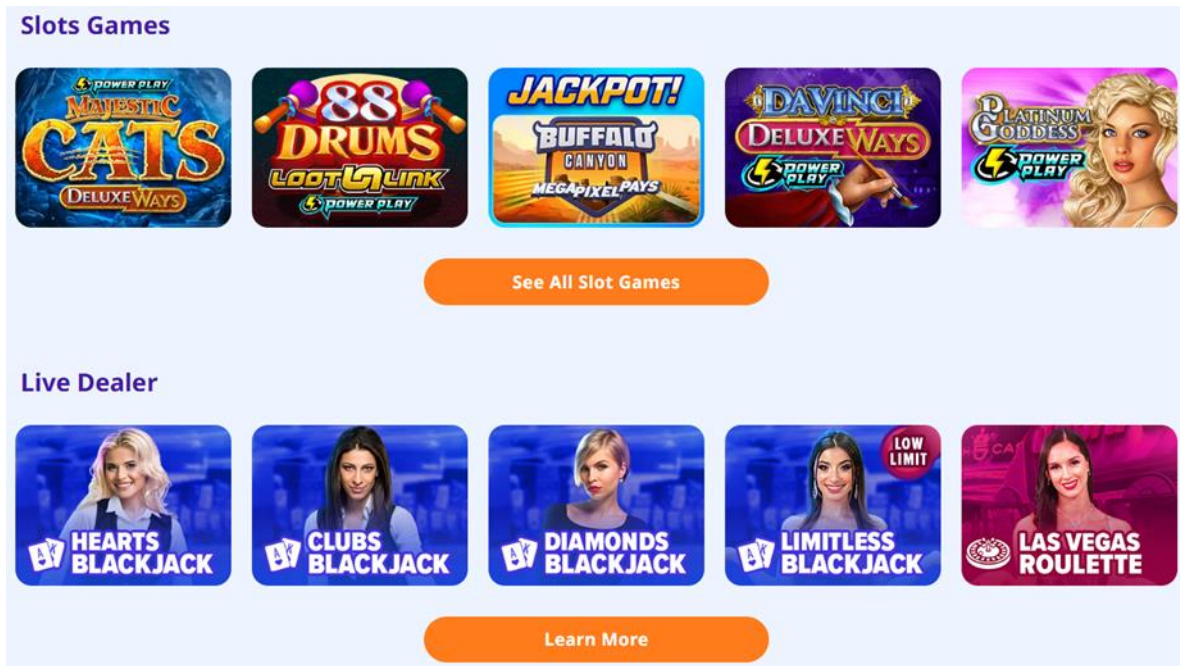 Slots Games
POWER PLAY
MAJESTIC
CATS
DELUXE WAYS
88
DRUMS
LOOT LINK
POWER PLAY
JACKPOT!
BUFFALO
CANYON
MEGAPIXEL PAYS
DAVINCI
DELUXE WAYS
POWER
PLAY
PLATINUM
GODDESS
POWER
PLAY
See All Slot Games
Live Dealer
A K HEARTS
BLACKJACK
A K CLUBS
BLACKJACK
A K DIAMONDS
BLACKJACK
LOW
LIMIT
A K LIMITLESS
BLACKJACK
LAS VEGAS
ROULETTE
Learn More